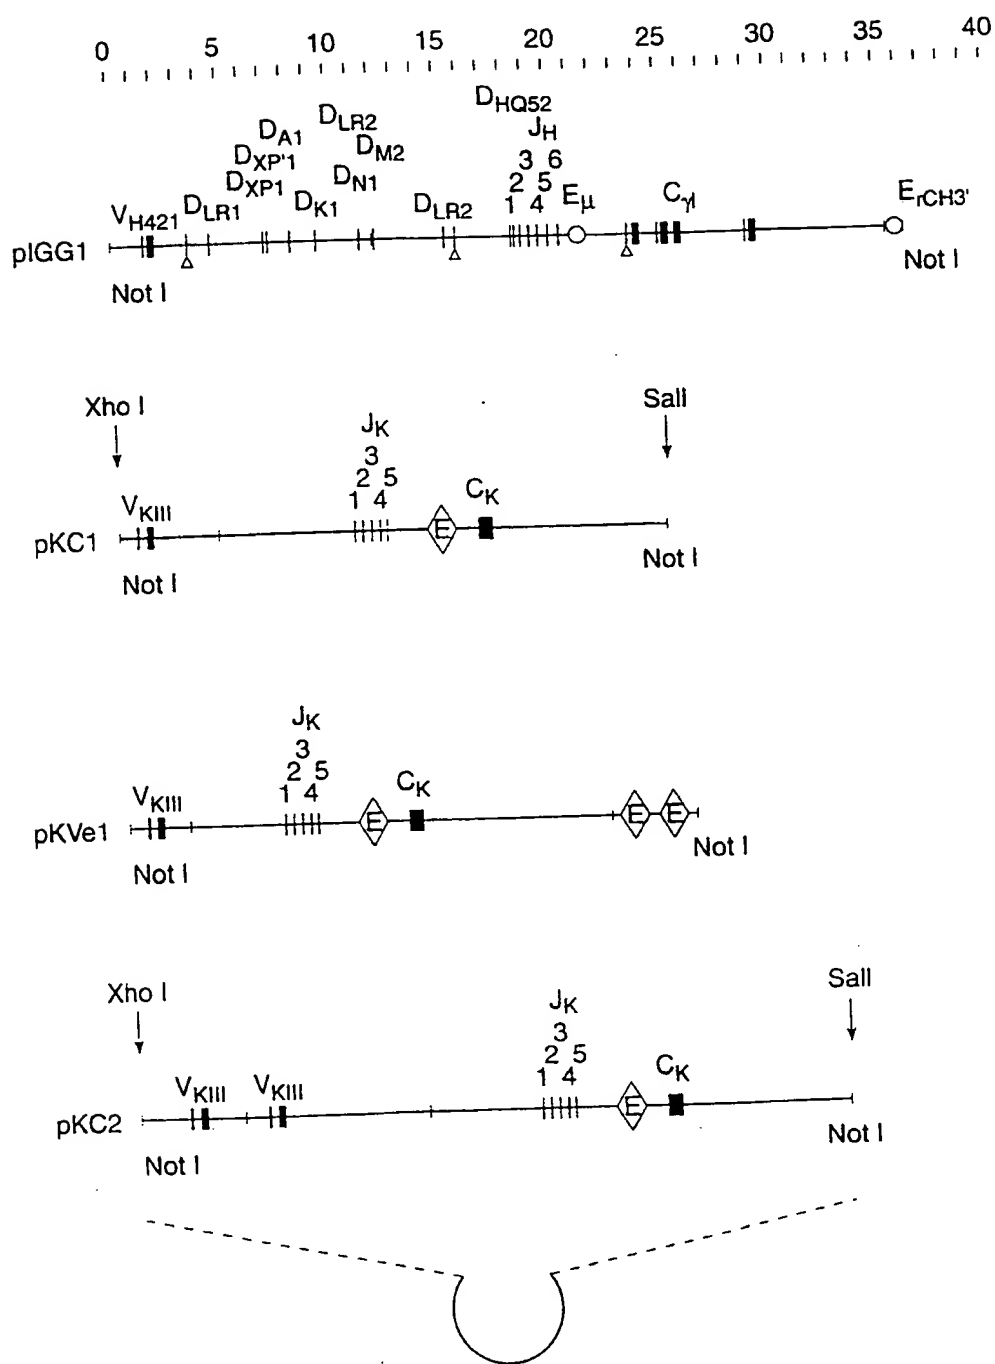 0 5 10 15 20 25 30 35 40
DHQ52
DLR2 JH
DA1 DM2 3 6
DXP'1 DN1 2 5
DXP1 DK1 1 4 Eμ CγI ErCH3'
VH421 DLR1 DLR2
pIGG1
Not I Not I
Xho I SalI
JK
3
2 5
1 4 CK
VKIII
E
pKC1
Not I Not I
JK
3
2 5
1 4 CK
VKIII
E E E
pKVe1
Not I Not I
Xho I SalI
JK
3
2 5
1 4 CK
VKIII VKIII
E
pKC2
Not I Not I